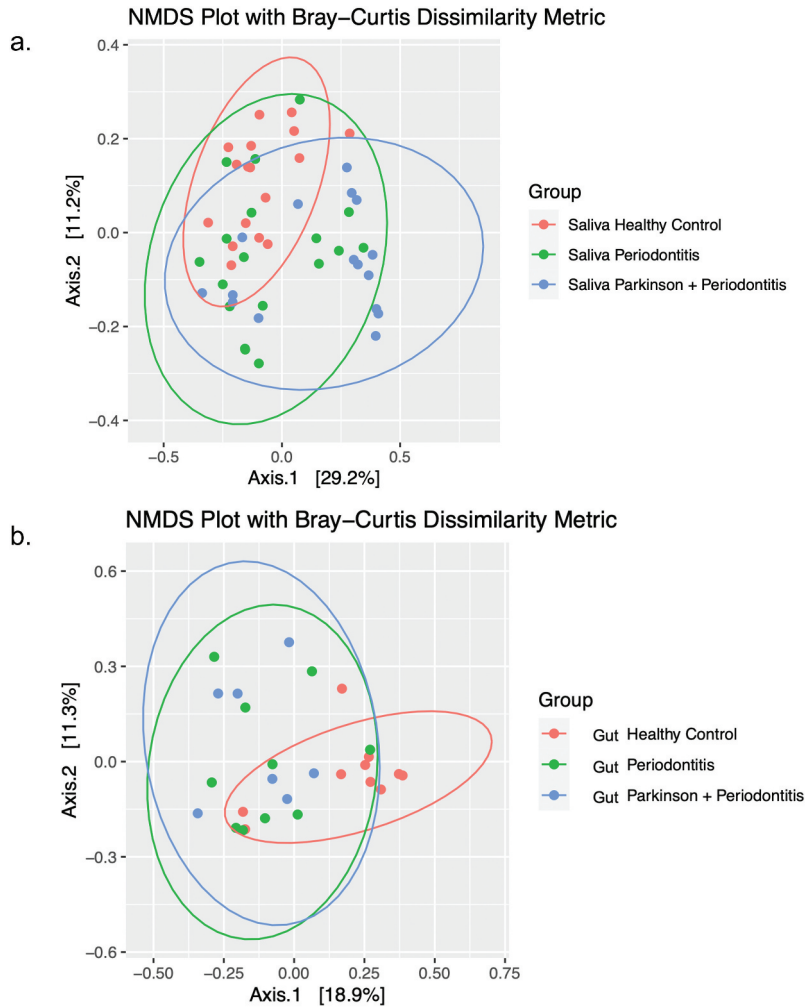 a.
NMDS Plot with Bray−Curtis Dissimilarity Metric
0.4
0.2
0.0
−0.2
−0.4
Axis.2 [11.2%]
−0.5 0.0 0.5
Axis.1 [29.2%]
Group
Saliva Healthy Control
Saliva Periodontitis
Saliva Parkinson + Periodontitis
b.
NMDS Plot with Bray−Curtis Dissimilarity Metric
0.6
0.3
0.0
−0.3
−0.6
Axis.2 [11.3%]
−0.50 −0.25 0.00 0.25 0.50 0.75
Axis.1 [18.9%]
Group
Gut Healthy Control
Gut Periodontitis
Gut Parkinson + Periodontitis